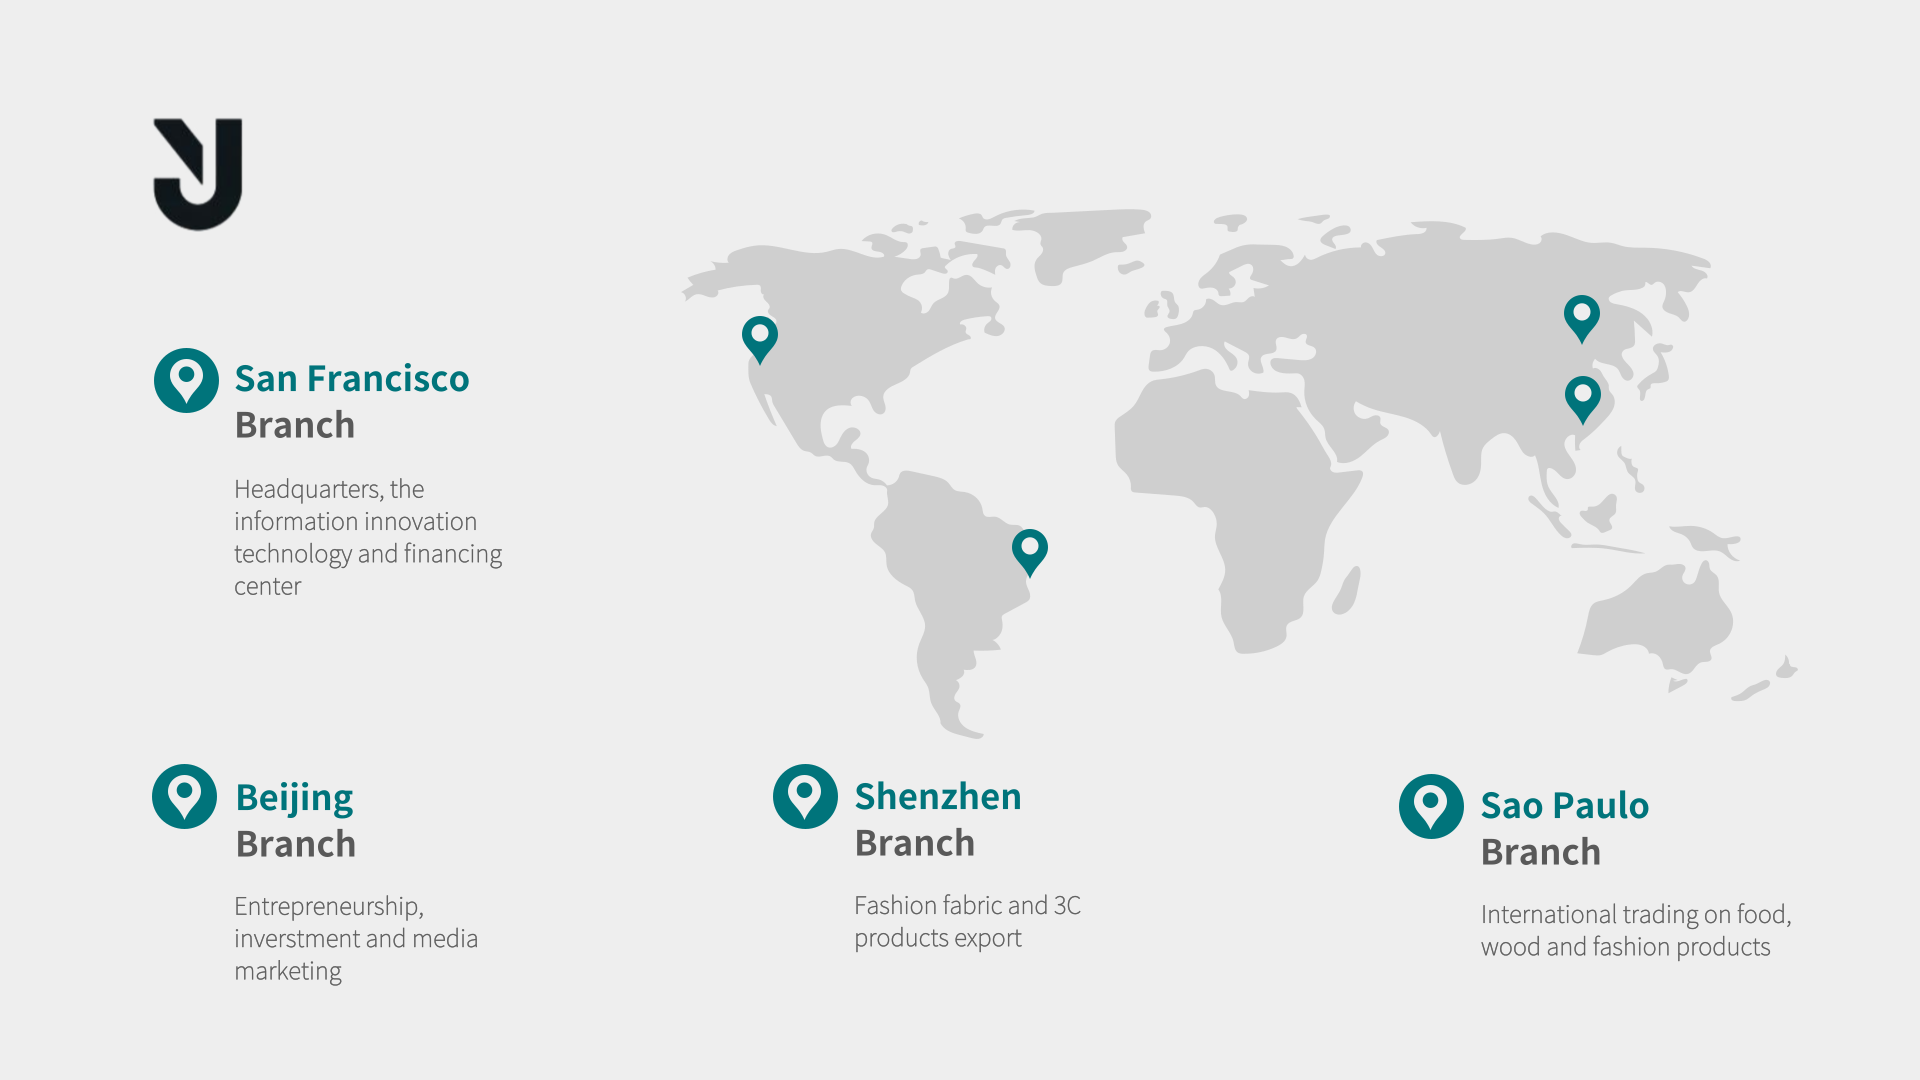 San Francisco
Branch
Headquarters, the
information innovation
technology and financing
center
Beijing
Branch
Entrepreneurship,
inverstment and media
marketing
Shenzhen
Branch
Fashion fabric and 3C
products export
Sao Paulo
Branch
International trading on food,
wood and fashion products